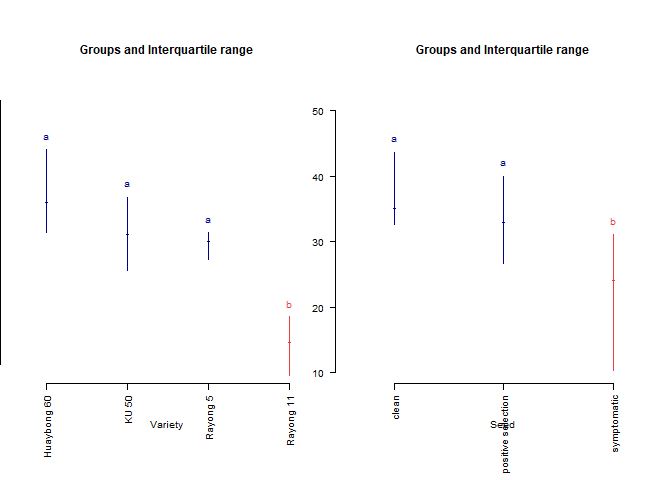 Groups and Interquartile range
a
a
a
b
Huaybong 60
KU 50
Rayong 5
Rayong 11
Variety
Groups and Interquartile range
50
40
30
20
10
a
a
b
clean
positive selection
symptomatic
Seed